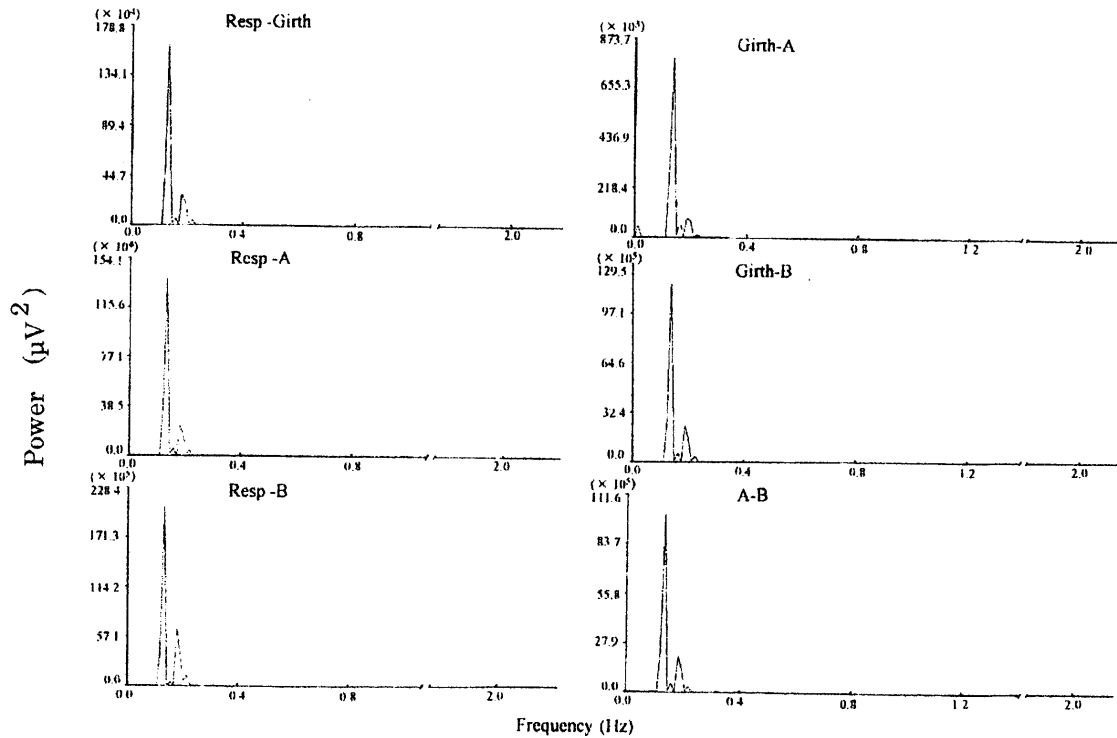 (× 10⁴)
178.8
Resp -Girth
134.1
89.4
44.7
0.0
0.0 0.4 0.8 2.0
873.7
Girth-A
655.3
436.9
218.4
0.0
0.0 0.4 0.8 1.2 2.0
154.1
Resp -A
115.6
38.5
0.0
0.0 0.4 0.8 2.0
(× 10⁵)
129.5
Girth-B
97.1
64.6
32.4
0.0
0.0 0.4 0.8 1.2 2.0
(× 10⁵)
228.4
Resp -B
171.3
114.2
57.1
0.0
0.0 0.4 0.8 2.0
(× 10⁵)
111.6
A-B
83.7
55.8
27.9
0.0
0.0 0.4 0.8 1.2 2.0
Power (μV²)
Frequency (Hz)